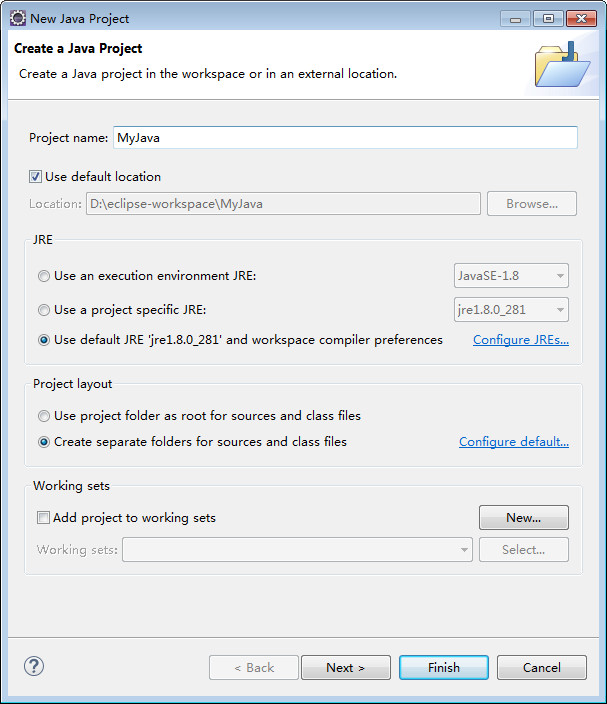 New Java Project
Create a Java Project
Create a Java project in the workspace or in an external location.
Project name: MyJava
Use default location
Location: D:\eclipse-workspace\MyJava Browse...
JRE
Use an execution environment JRE: JavaSE-1.8
Use a project specific JRE: jre1.8.0_281
Use default JRE 'jre1.8.0_281' and workspace compiler preferences Configure JREs...
Project layout
Use project folder as root for sources and class files
Create separate folders for sources and class files Configure default...
Working sets
Add project to working sets New...
Working sets: Select...
? < Back Next > Finish Cancel